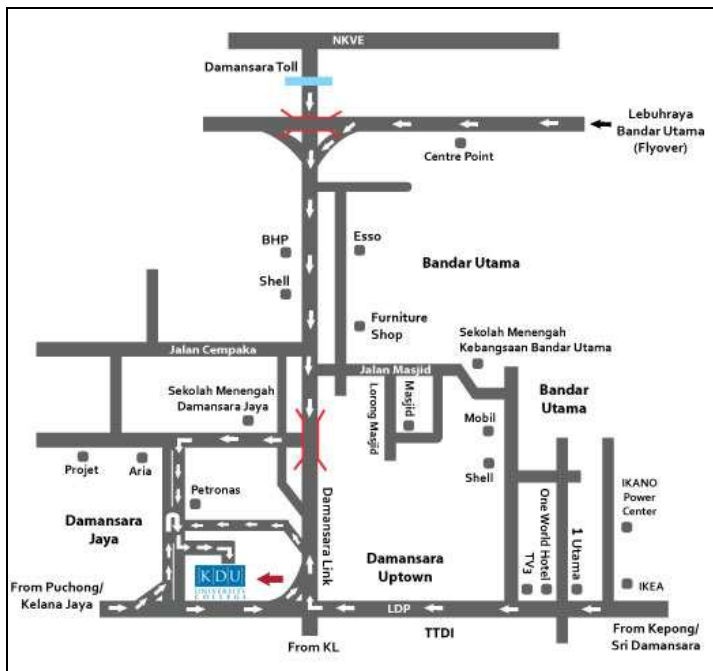 NKVE
Damansara Toll
Lebuhraya
Bandar Utama
(Flyover)
Centre Point
BHP
Esso
Bandar Utama
Shell
Furniture
Shop
Sekolah Menengah
Kebangsaan Bandar Utama
Jalan Cempaka
Jalan Masjid
Sekolah Menengah
Damansara Jaya
Lorong Masjid
Masjid
Bandar
Utama
Mobil
Projet
Aria
Shell
Petronas
Damansara Link
IKANO
Power
Center
Damansara
Jaya
One World Hotel
TV3
1 Utama
Damansara
Uptown
From Puchong/
Kelana Jaya
KDU
UNIVERSITY
COLLEGE
IKEA
LDP
From KL
TTDI
From Kepong/
Sri Damansara